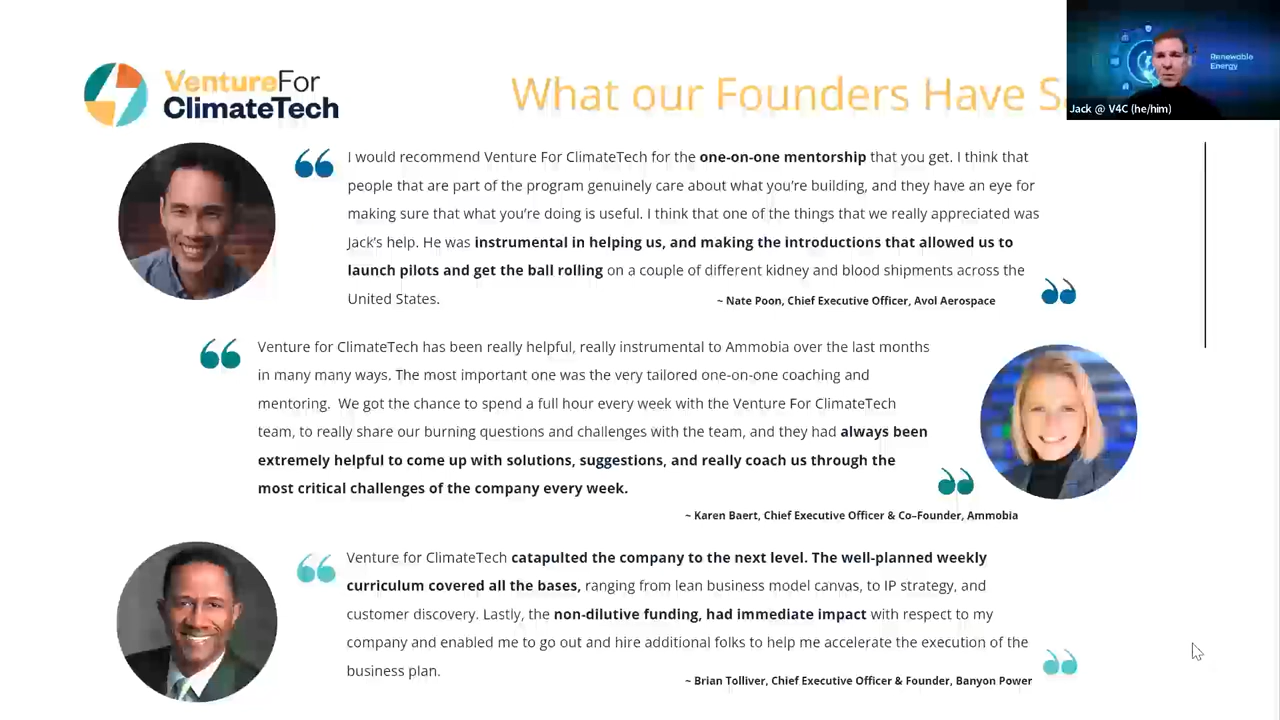 VentureFor
ClimateTech
What our Founders Have
Renewable
Energy
Jack @ V4C (he/him)
I would recommend Venture For ClimateTech for the one-on-one mentorship that you get. I think that
people that are part of the program genuinely care about what you're building, and they have an eye for
making sure that what you're doing is useful. I think that one of the things that we really appreciated was
Jack's help. He was instrumental in helping us, and making the introductions that allowed us to
launch pilots and get the ball rolling on a couple of different kidney and blood shipments across the
United States.
~ Nate Poon, Chief Executive Officer, Avol Aerospace
Venture for ClimateTech has been really helpful, really instrumental to Ammobia over the last months
in many many ways. The most important one was the very tailored one-on-one coaching and
mentoring. We got the chance to spend a full hour every week with the Venture For ClimateTech
team, to really share our burning questions and challenges with the team, and they had always been
extremely helpful to come up with solutions, suggestions, and really coach us through the
most critical challenges of the company every week.
~ Karen Baert, Chief Executive Officer & Co–Founder, Ammobia
Venture for ClimateTech catapulted the company to the next level. The well-planned weekly
curriculum covered all the bases, ranging from lean business model canvas, to IP strategy, and
customer discovery. Lastly, the non-dilutive funding, had immediate impact with respect to my
company and enabled me to go out and hire additional folks to help me accelerate the execution of the
business plan.
~ Brian Tolliver, Chief Executive Officer & Founder, Banyon Power